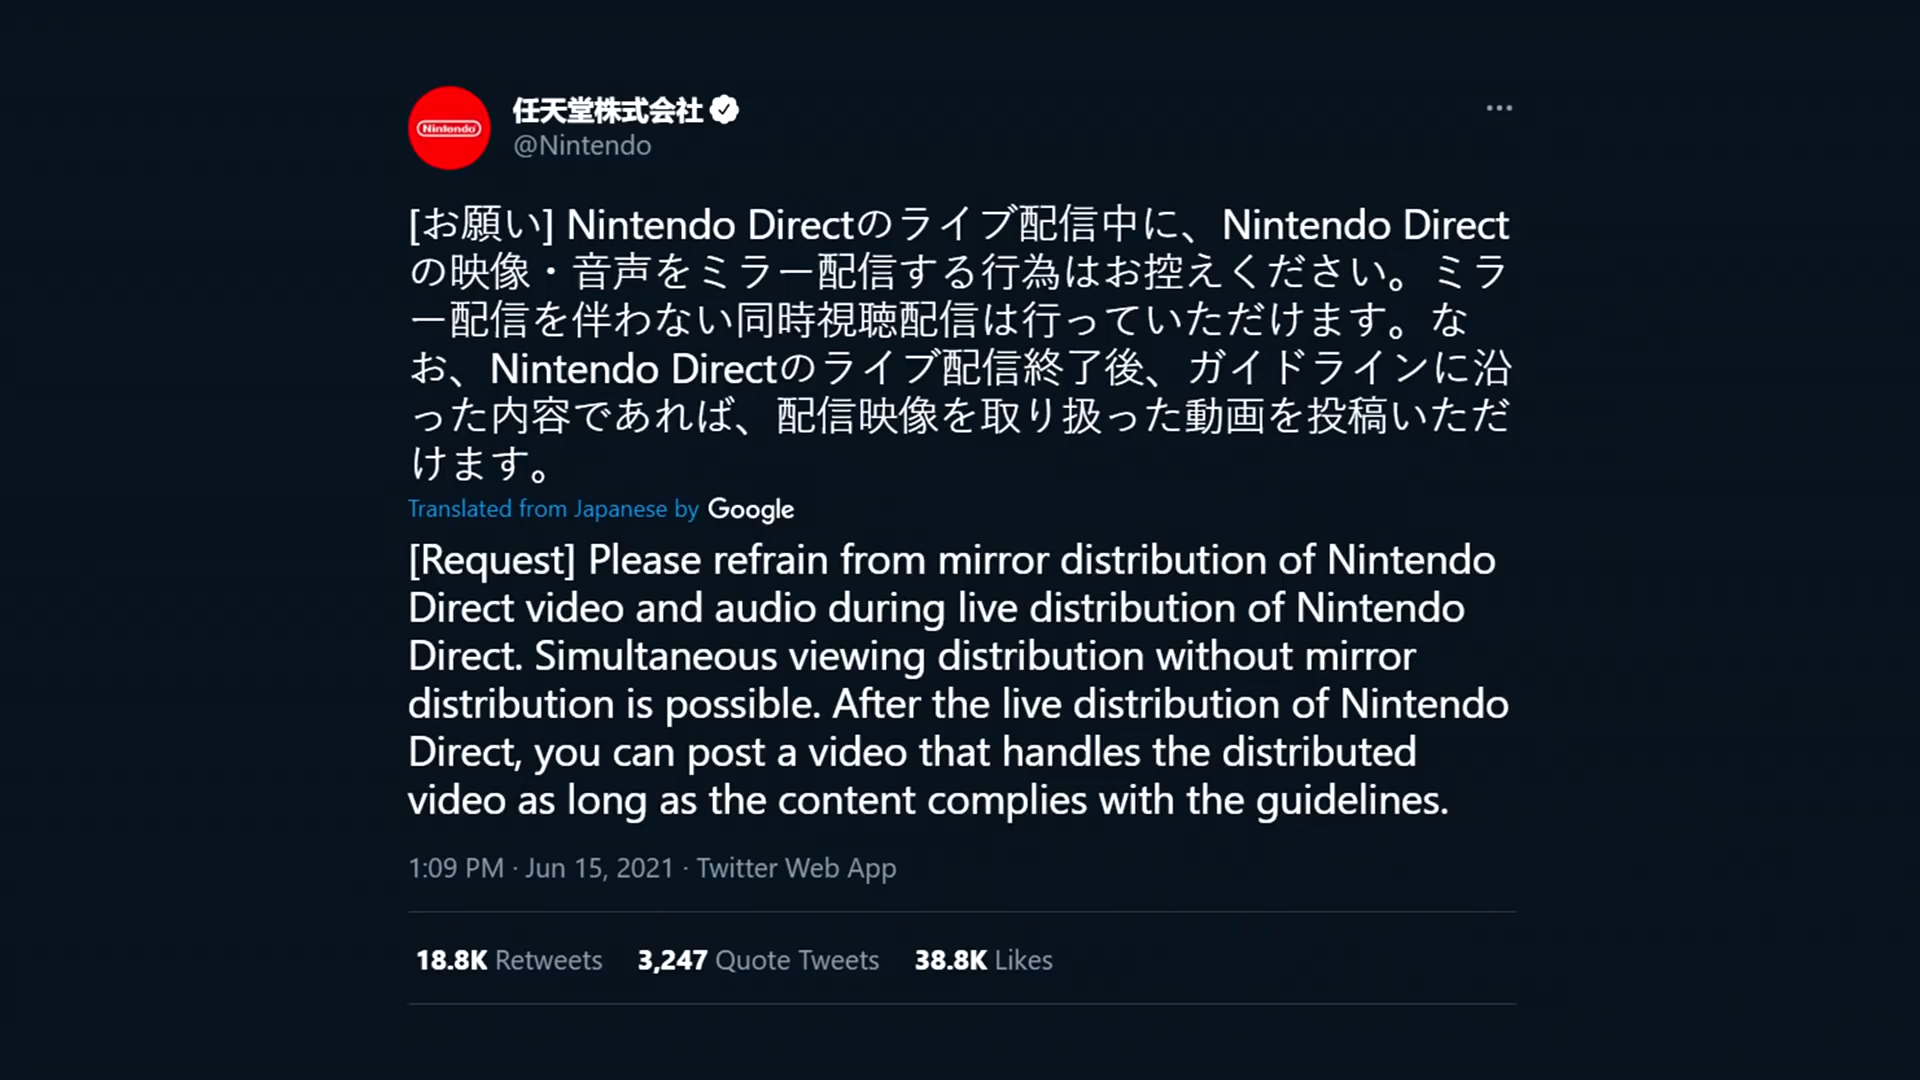 Nintendo
任天堂株式会社
@Nintendo
[お願い] Nintendo Directのライブ配信中に、Nintendo Direct
の映像・音声をミラー配信する行為はお控えください。ミラ
ー配信を伴わない同時視聴配信は行っていただけます。な
お、Nintendo Directのライブ配信終了後、ガイドラインに沿
った内容であれば、配信映像を取り扱った動画を投稿いただ
けます。
Translated from Japanese by Google
[Request] Please refrain from mirror distribution of Nintendo
Direct video and audio during live distribution of Nintendo
Direct. Simultaneous viewing distribution without mirror
distribution is possible. After the live distribution of Nintendo
Direct, you can post a video that handles the distributed
video as long as the content complies with the guidelines.
1:09 PM · Jun 15, 2021 · Twitter Web App
18.8K Retweets 3,247 Quote Tweets 38.8K Likes